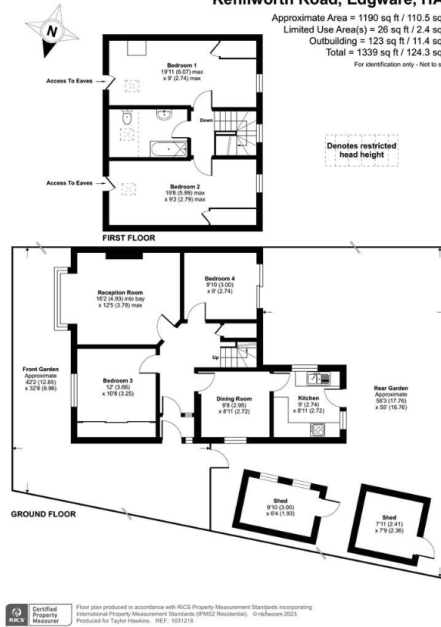 Kenilworth Road, Edgware, HA
Approximate Area = 1190 sq ft / 110.5 sq
Limited Use Area(s) = 26 sq ft / 2.4 sq
Outbuilding = 123 sq ft / 11.4 sq
Total = 1339 sq ft / 124.3 sq
For identification only - Not to s
N
Bedroom 1
19'11 (6.07) max
x 9' (2.74) max
Access To Eaves
Down
Denotes restricted
head height
Access To Eaves
Bedroom 2
19'8 (5.99) max
x 9'2 (2.79) max
FIRST FLOOR
Reception Room
16'2 (4.93) into bay
x 12'5 (3.78) max
Bedroom 4
9'10 (3.00)
x 9' (2.74)
Up
Front Garden
Approximate
42'2 (12.85)
x 32'8 (9.96)
Bedroom 3
12' (3.66)
x 10'8 (3.25)
Dining Room
9'8 (2.95)
x 8'11 (2.72)
Kitchen
9' (2.74)
x 8'11 (2.72)
Rear Garden
Approximate
58'3 (17.76)
x 55' (16.76)
Shed
9'10 (3.00)
x 6'4 (1.93)
Shed
7'11 (2.41)
x 7'9 (2.36)
GROUND FLOOR
RICS
Certified
Property
Measurer
Floor plan produced in accordance with RICS Property Measurement Standards incorporating
International Property Measurement Standards (IPMS2 Residential). © nichecom 2023.
Produced for Taylor Hawkins. REF: 1031218